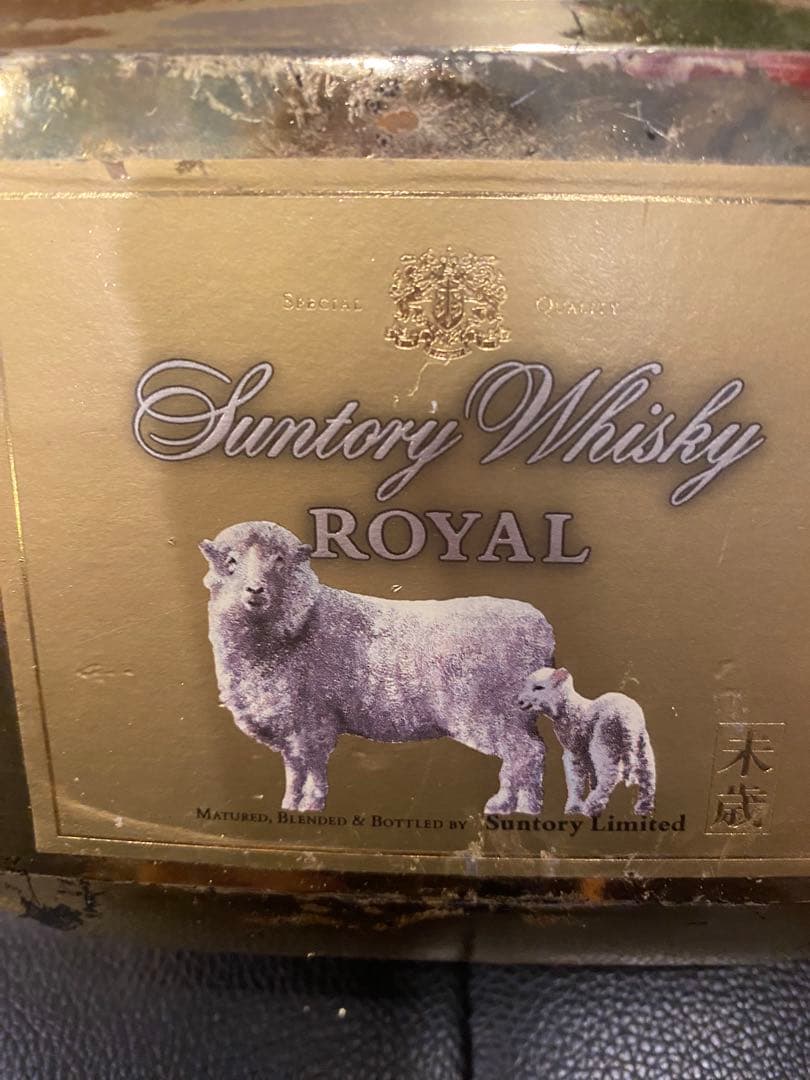 Special Quality
Suntory Whisky
ROYAL
Matured, Blended & Bottled by Suntory Limited
未歳